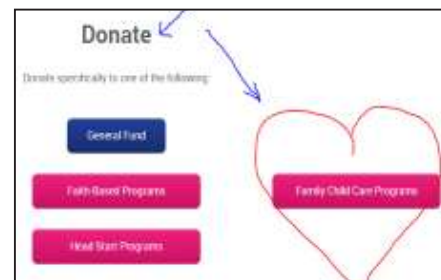 Donate
Donate specifically to one of the following:
General Fund
Faith-Based Programs
Family Child Care Programs
Head Start Programs